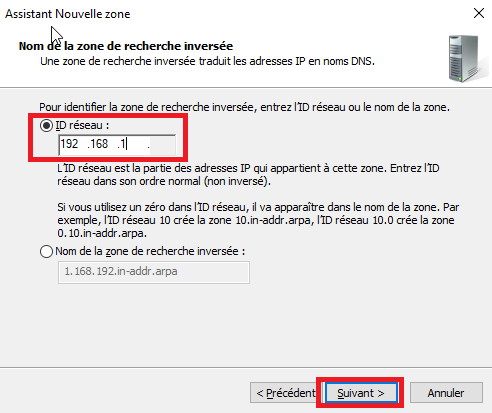 Assistant Nouvelle zone
Nom de la zone de recherche inversée
Une zone de recherche inversée traduit les adresses IP en noms DNS.
Pour identifier la zone de recherche inversée, entrez l'ID réseau ou le nom de la zone.
ID réseau :
192 .168 .1 .
L'ID réseau est la partie des adresses IP qui appartient à cette zone. Entrez l'ID
réseau dans son ordre normal (non inversé).
Si vous utilisez un zéro dans l'ID réseau, il va apparaître dans le nom de la zone. Par
exemple, l'ID réseau 10 crée la zone 10.in-addr.arpa, l'ID réseau 10.0 crée la zone
0.10.in-addr.arpa.
Nom de la zone de recherche inversée :
1.168.192.in-addr.arpa
< Précédent
Suivant >
Annuler